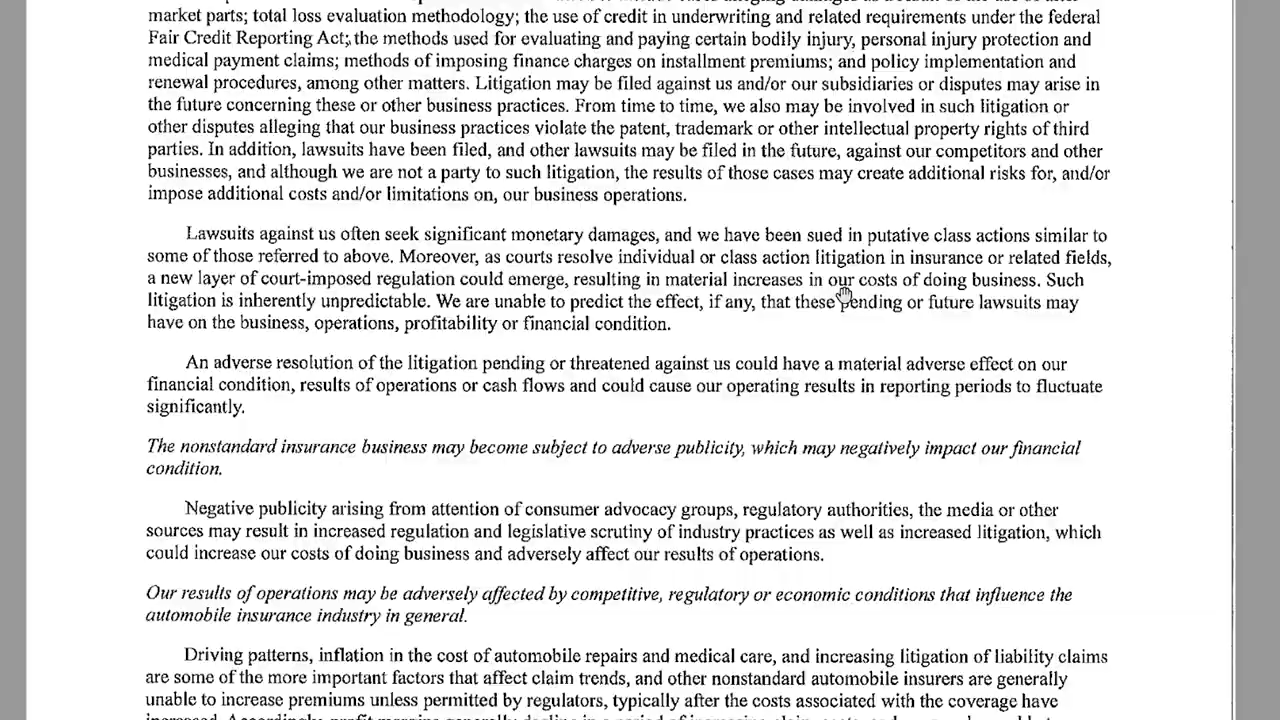 market parts; total loss evaluation methodology; the use of credit in underwriting and related requirements under the federal
Fair Credit Reporting Act; the methods used for evaluating and paying certain bodily injury, personal injury protection and
medical payment claims; methods of imposing finance charges on installment premiums; and policy implementation and
renewal procedures, among other matters. Litigation may be filed against us and/or our subsidiaries or disputes may arise in
the future concerning these or other business practices. From time to time, we also may be involved in such litigation or
other disputes alleging that our business practices violate the patent, trademark or other intellectual property rights of third
parties. In addition, lawsuits have been filed, and other lawsuits may be filed in the future, against our competitors and other
businesses, and although we are not a party to such litigation, the results of those cases may create additional risks for, and/or
impose additional costs and/or limitations on, our business operations.
Lawsuits against us often seek significant monetary damages, and we have been sued in putative class actions similar to
some of those referred to above. Moreover, as courts resolve individual or class action litigation in insurance or related fields,
a new layer of court-imposed regulation could emerge, resulting in material increases in our costs of doing business. Such
litigation is inherently unpredictable. We are unable to predict the effect, if any, that these pending or future lawsuits may
have on the business, operations, profitability or financial condition.
An adverse resolution of the litigation pending or threatened against us could have a material adverse effect on our
financial condition, results of operations or cash flows and could cause our operating results in reporting periods to fluctuate
significantly.
The nonstandard insurance business may become subject to adverse publicity, which may negatively impact our financial
condition.
Negative publicity arising from attention of consumer advocacy groups, regulatory authorities, the media or other
sources may result in increased regulation and legislative scrutiny of industry practices as well as increased litigation, which
could increase our costs of doing business and adversely affect our results of operations.
Our results of operations may be adversely affected by competitive, regulatory or economic conditions that influence the
automobile insurance industry in general.
Driving patterns, inflation in the cost of automobile repairs and medical care, and increasing litigation of liability claims
are some of the more important factors that affect claim trends, and other nonstandard automobile insurers are generally
unable to increase premiums unless permitted by regulators, typically after the costs associated with the coverage have